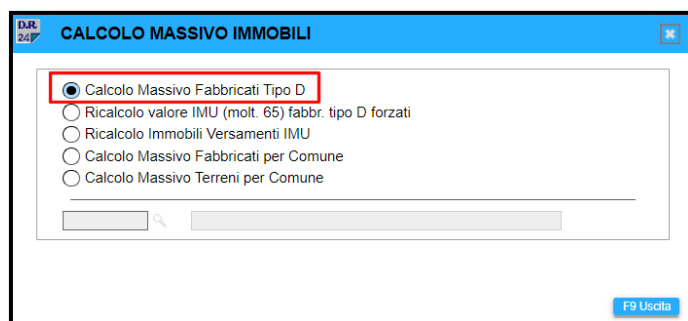 D.R.
24
CALCOLO MASSIVO IMMOBILI
Calcolo Massivo Fabbricati Tipo D
Ricalcolo valore IMU (molt. 65) fabbr. tipo D forzati
Ricalcolo Immobili Versamenti IMU
Calcolo Massivo Fabbricati per Comune
Calcolo Massivo Terreni per Comune
F9 Uscita